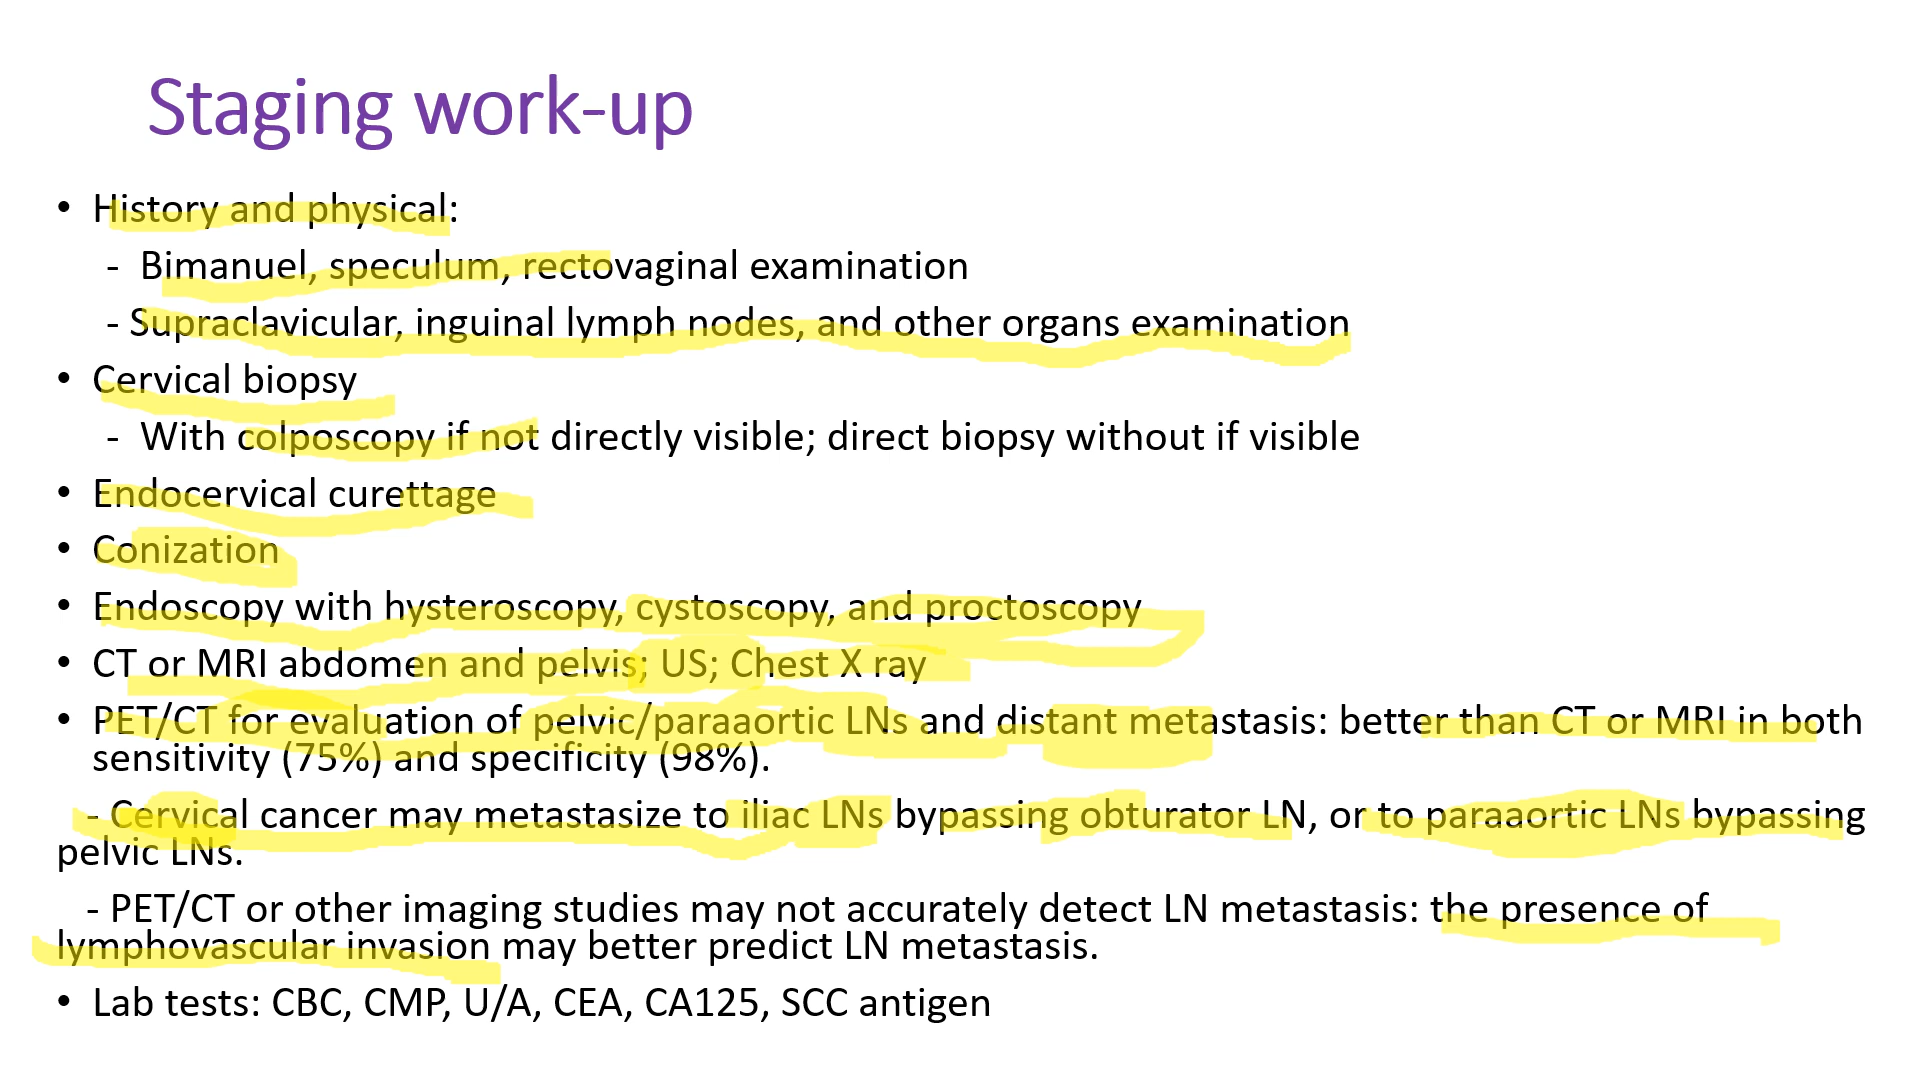 Staging work-up
• History and physical:
- Bimanuel, speculum, rectovaginal examination
- Supraclavicular, inguinal lymph nodes, and other organs examination
• Cervical biopsy
- With colposcopy if not directly visible; direct biopsy without if visible
• Endocervical curettage
• Conization
• Endoscopy with hysteroscopy, cystoscopy, and proctoscopy
• CT or MRI abdomen and pelvis; US; Chest X ray
• PET/CT for evaluation of pelvic/paraaortic LNs and distant metastasis: better than CT or MRI in both
sensitivity (75%) and specificity (98%).
- Cervical cancer may metastasize to iliac LNs bypassing obturator LN, or to paraaortic LNs bypassing
pelvic LNs.
- PET/CT or other imaging studies may not accurately detect LN metastasis: the presence of
lymphovascular invasion may better predict LN metastasis.
• Lab tests: CBC, CMP, U/A, CEA, CA125, SCC antigen